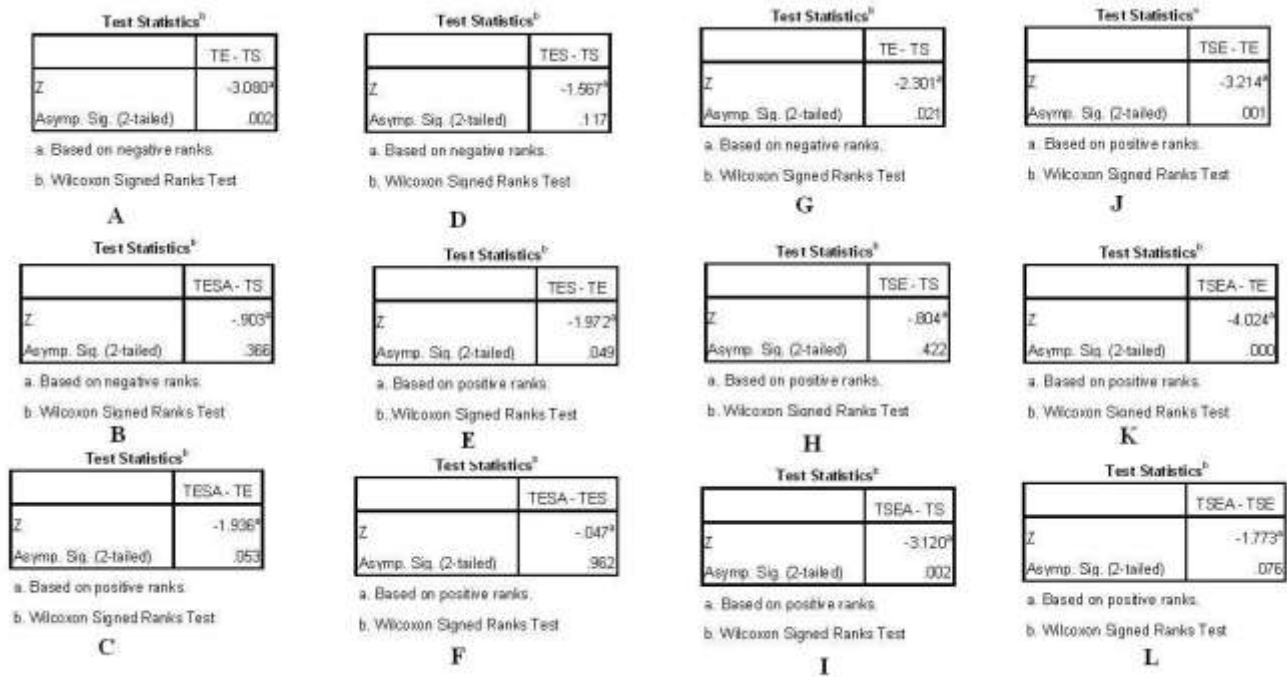 Test Statisticsᵇ
TE - TS
Z -3.080ᵃ
Asymp. Sig. (2-tailed) .002
a. Based on negative ranks.
b. Wilcoxon Signed Ranks Test
A
Test Statisticsᵇ
TESA - TS
Z -.903ᵃ
Asymp. Sig. (2-tailed) .366
a. Based on negative ranks.
b. Wilcoxon Signed Ranks Test
B
Test Statisticsᵇ
TESA - TE
Z -1.936ᵃ
Asymp. Sig. (2-tailed) .053
a. Based on positive ranks.
b. Wilcoxon Signed Ranks Test
C
Test Statisticsᵇ
TES - TS
Z -1.567ᵃ
Asymp. Sig. (2-tailed) .117
a. Based on negative ranks.
b. Wilcoxon Signed Ranks Test
D
Test Statisticsᵇ
TES - TE
Z -1.972ᵃ
Asymp. Sig. (2-tailed) .049
a. Based on positive ranks.
b. Wilcoxon Signed Ranks Test
E
Test Statisticsᵇ
TESA - TES
Z -.047ᵃ
Asymp. Sig. (2-tailed) .962
a. Based on positive ranks.
b. Wilcoxon Signed Ranks Test
F
Test Statisticsᵇ
TE - TS
Z -2.301ᵃ
Asymp. Sig. (2-tailed) .021
a. Based on negative ranks.
b. Wilcoxon Signed Ranks Test
G
Test Statisticsᵇ
TSE - TS
Z -.804ᵃ
Asymp. Sig. (2-tailed) .422
a. Based on positive ranks.
b. Wilcoxon Signed Ranks Test
H
Test Statisticsᵇ
TSEA - TS
Z -3.120ᵃ
Asymp. Sig. (2-tailed) .002
a. Based on positive ranks.
b. Wilcoxon Signed Ranks Test
I
Test Statistics
TSE - TE
Z -3.214ᵃ
Asymp. Sig. (2-tailed) .001
a. Based on positive ranks.
b. Wilcoxon Signed Ranks Test
J
Test Statisticsᵇ
TSEA - TE
Z -4.024ᵃ
Asymp. Sig. (2-tailed) .000
a. Based on positive ranks.
b. Wilcoxon Signed Ranks Test
K
Test Statisticsᵇ
TSEA - TSE
Z -1.773ᵃ
Asymp. Sig. (2-tailed) .076
a. Based on positive ranks.
b. Wilcoxon Signed Ranks Test
L